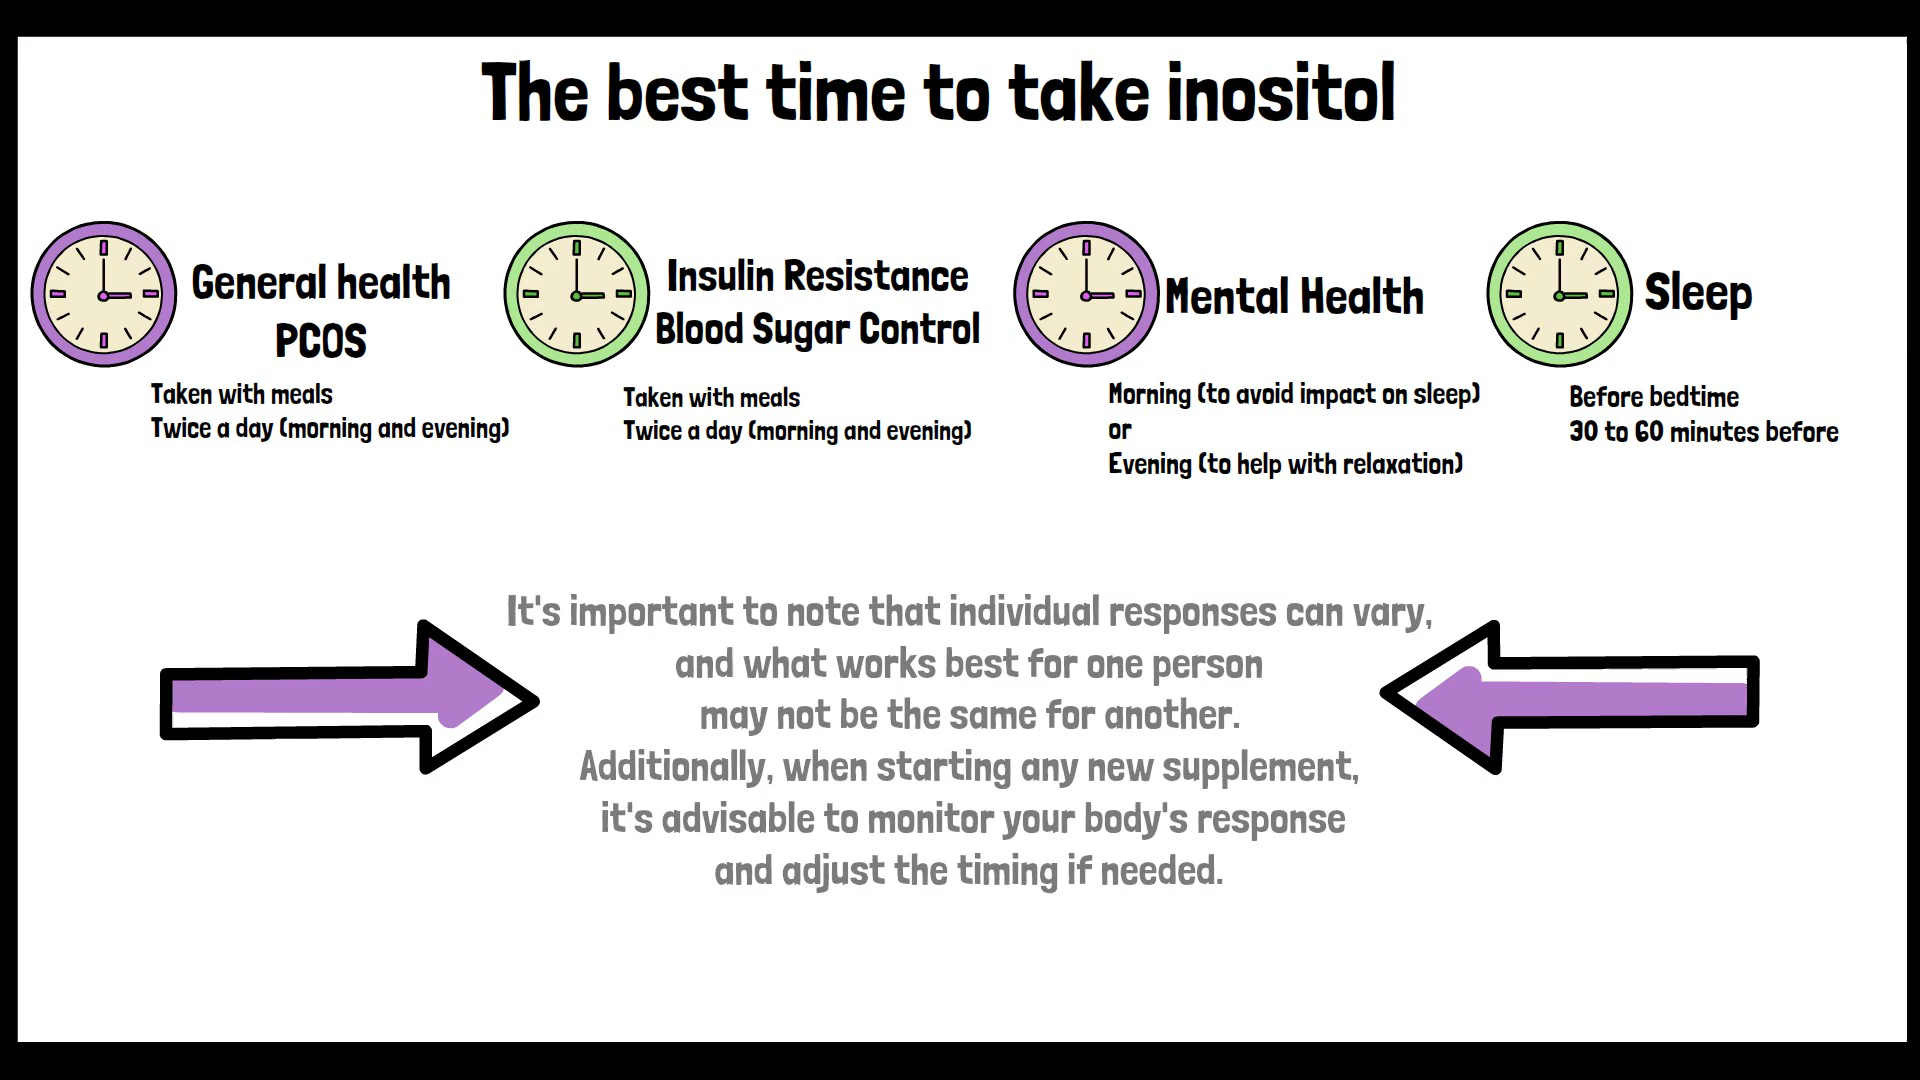 The best time to take inositol
General health
PCOS
Taken with meals
Twice a day (morning and evening)
Insulin Resistance
Blood Sugar Control
Taken with meals
Twice a day (morning and evening)
Mental Health
Morning (to avoid impact on sleep)
or
Evening (to help with relaxation)
Sleep
Before bedtime
30 to 60 minutes before
It's important to note that individual responses can vary,
and what works best for one person
may not be the same for another.
Additionally, when starting any new supplement,
it's advisable to monitor your body's response
and adjust the timing if needed.